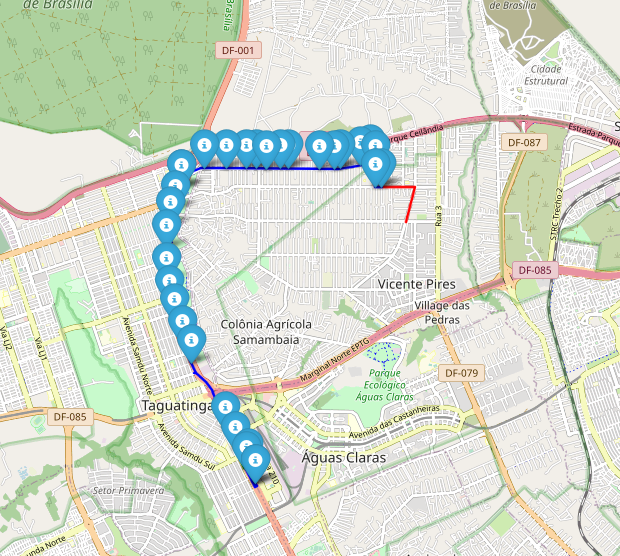 de Brasília
Brasília
DF-001
de Brasília
Cidade
Estrutural
Parque Ceilândia
Estrada Parque
S
DF-087
Rua 3
STRC Trecho 2
DF-085
Vicente Pires
Village das
Pedras
Colônia Agrícola
Samambaia
Marginal Norte EPTG
Via LJ2
Via LJ1
Avenida Samdu Norte
Parque
Ecológico
Águas Claras
DF-079
Taguatinga
DF-085
Avenida das Castanheiras
Avenida Samdu Sul
Águas Claras
210
Setor Primavera
unda Norte